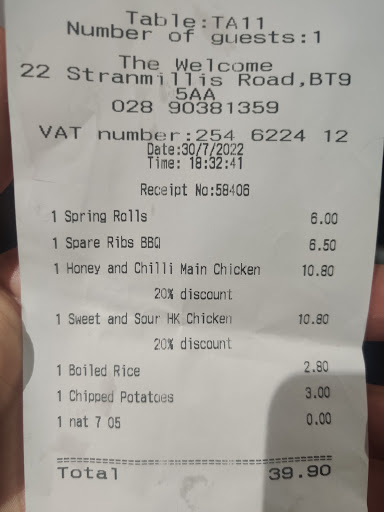 Table:TA11
Number of guests:1
The Welcome
22 Stranmillis Road,BT9
5AA
028 90381359
VAT number:254 6224 12
Date:30/7/2022
Time: 18:32:41
Receipt No:58406
1 Spring Rolls 6.00
1 Spare Ribs BBQ 6.50
1 Honey and Chilli Main Chicken 10.80
20% discount
1 Sweet and Sour HK Chicken 10.80
20% discount
1 Boiled Rice 2.80
1 Chipped Potatoes 3.00
1 nat 7 05 0.00
Total 39.90